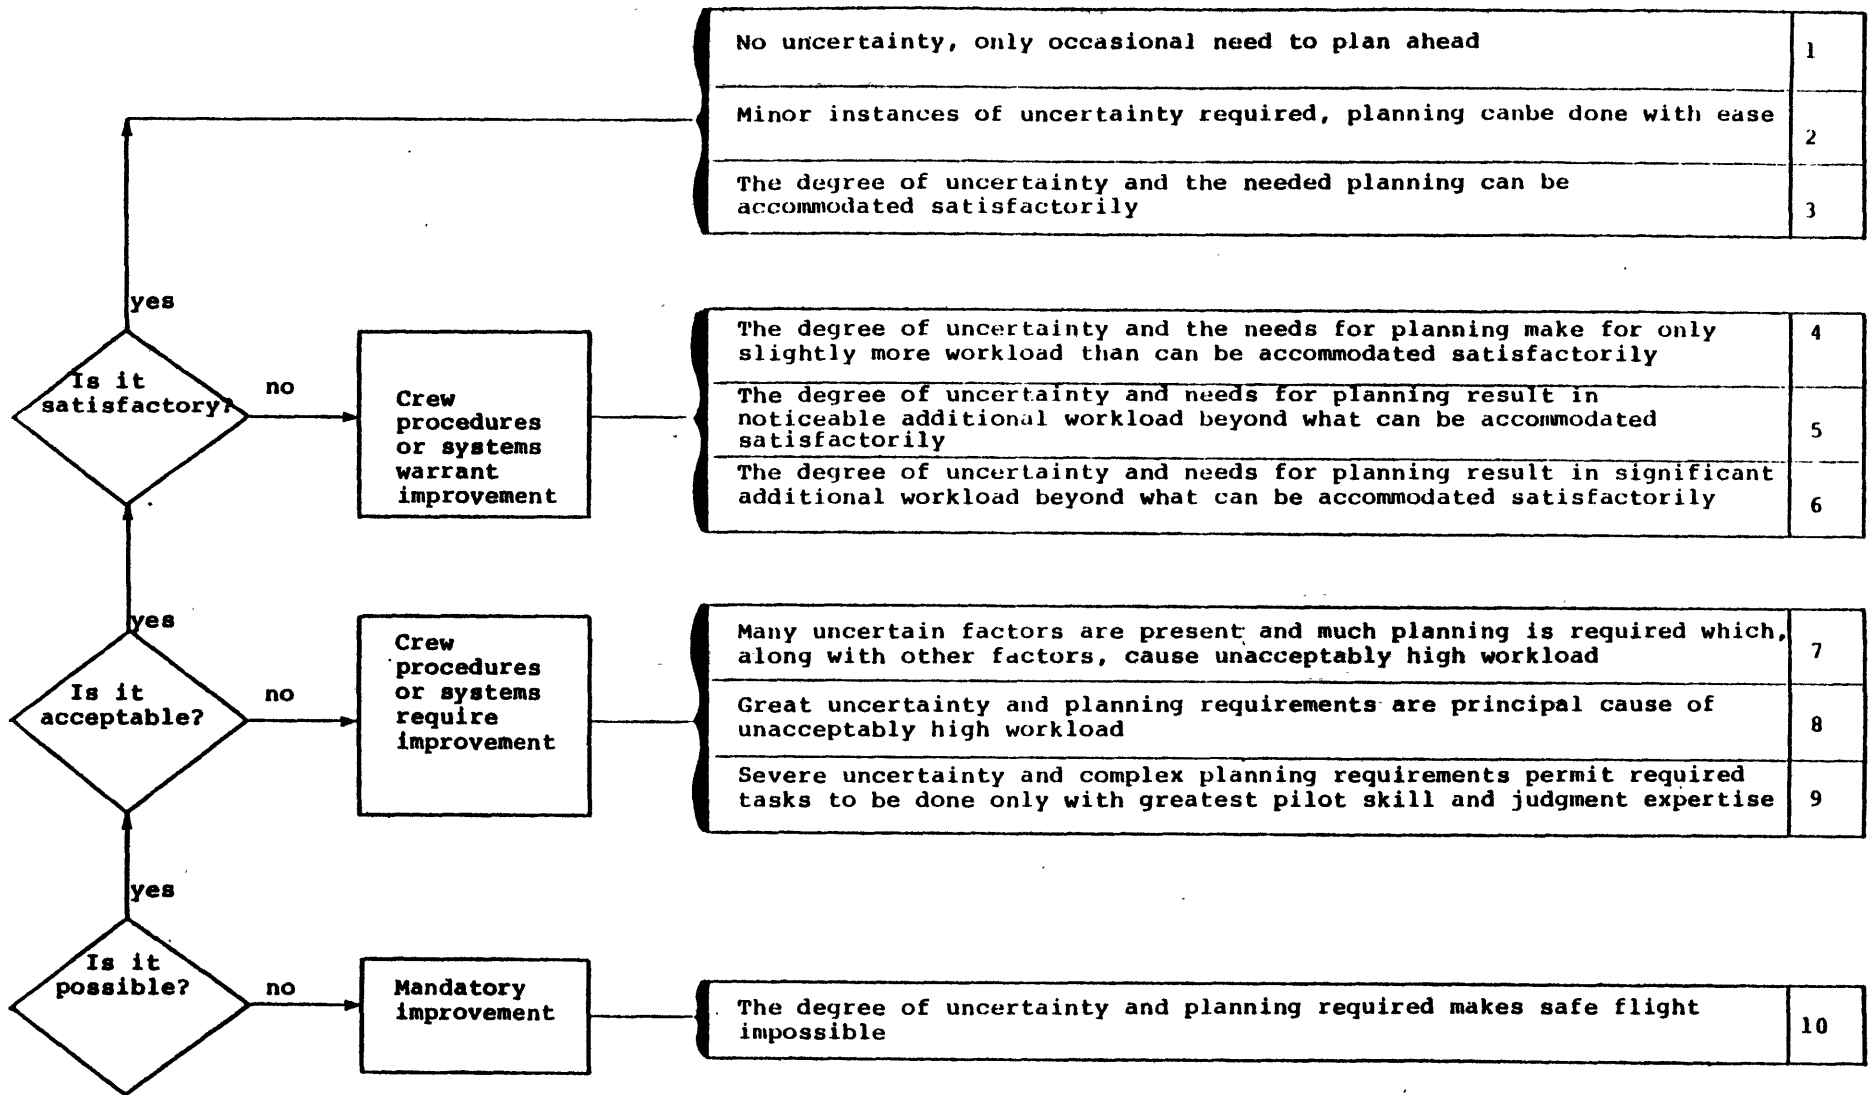 No uncertainty, only occasional need to plan ahead
1
Minor instances of uncertainty required, planning canbe done with ease
2
The degree of uncertainty and the needed planning can be
accommodated satisfactorily
3
yes
Is it
satisfactory?
no
Crew
procedures
or systems
warrant
improvement
The degree of uncertainty and the needs for planning make for only
slightly more workload than can be accommodated satisfactorily
4
The degree of uncertainty and needs for planning result in
noticeable additional workload beyond what can be accommodated
satisfactorily
5
The degree of uncertainty and needs for planning result in significant
additional workload beyond what can be accommodated satisfactorily
6
yes
Is it
acceptable?
no
Crew
procedures
or systems
require
improvement
Many uncertain factors are present and much planning is required which,
along with other factors, cause unacceptably high workload
7
Great uncertainty and planning requirements are principal cause of
unacceptably high workload
8
Severe uncertainty and complex planning requirements permit required
tasks to be done only with greatest pilot skill and judgment expertise
9
yes
Is it
possible?
no
Mandatory
improvement
The degree of uncertainty and planning required makes safe flight
impossible
10